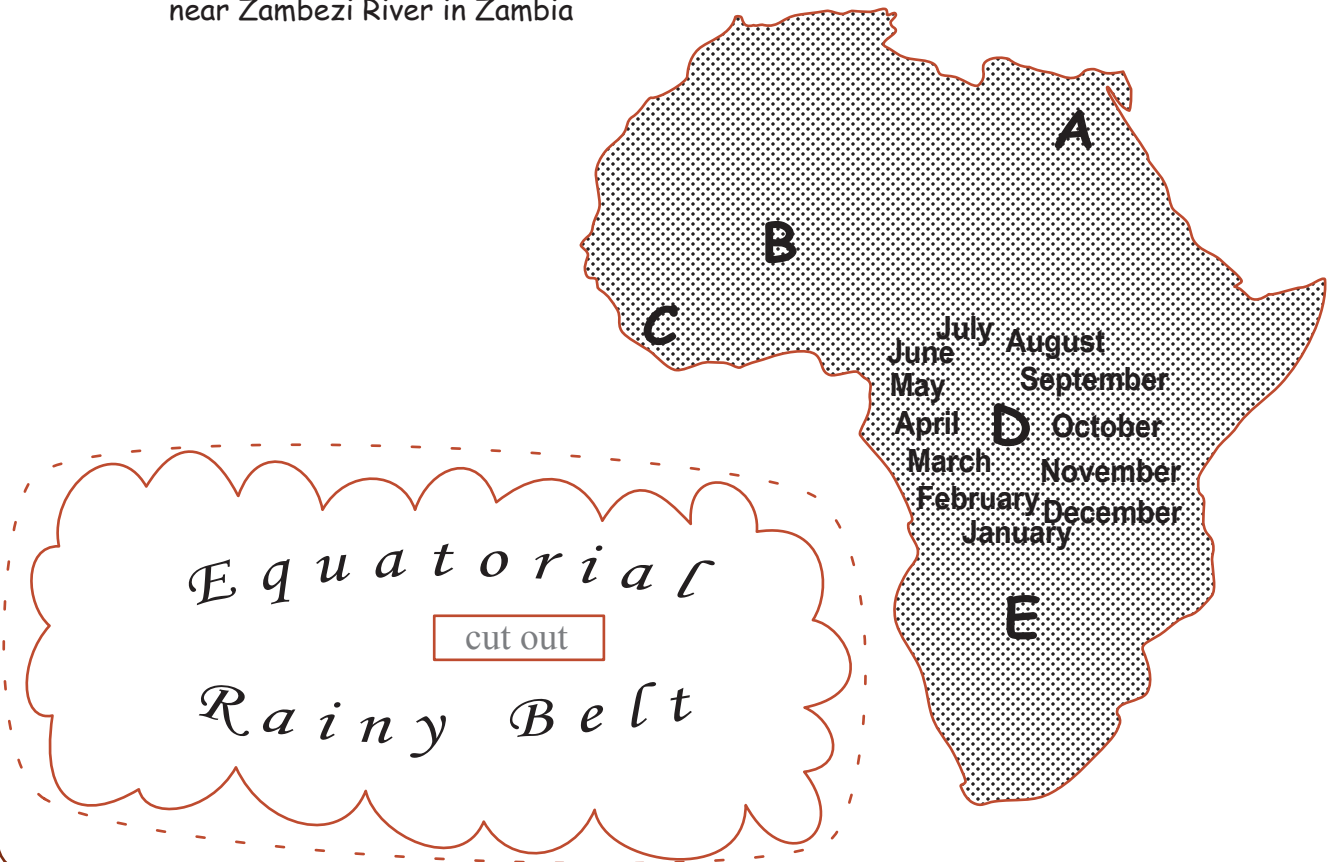 near Zambezi River in Zambia
A
B
C
July
August
June
September
May
April
D
October
March
November
February
December
January
E
Equatorial
cut out
Rainy Belt